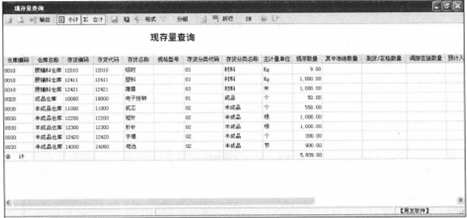 现存量查询
输出 小计 合计 格式 分组 折行
现存量查询
仓库编码 仓库名称 存货编码 存货代码 存货名称 规格型号 存货分类代码 存货分类名称 主计量单位 现存数量 其中冻结数量 到货/在检数量 调拨在途数量 预计入
0010 原辅料仓库 12010 12010 铝材 03 材料 Kg 9.00
0010 原辅料仓库 12411 12411 塑料 03 材料 Kg 1,000.00
0010 原辅料仓库 12421 12421 薄膜 03 材料 米 1,000.00
0020 成品仓库 10000 10000 电子挂钟 01 成品 个 50.00
0030 半成品仓库 11000 11000 机芯 02 半成品 个 550.00
0030 半成品仓库 12200 12200 短针 02 半成品 根 1,000.00
0030 半成品仓库 12300 12300 02 半成品 根 1,000.00
0030 半成品仓库 12420 12420 字模 02 半成品 个 300.00
0030 半成品仓库 14000 14000 电池 02 半成品 节 900.00
合 计 5,809.00
【用友软件】